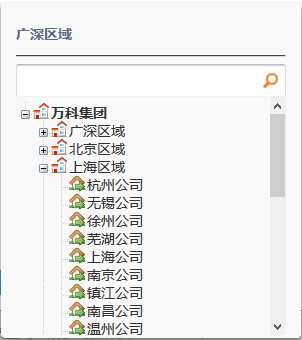 广深区域
万科集团
广深区域
北京区域
上海区域
杭州公司
无锡公司
徐州公司
芜湖公司
上海公司
南京公司
镇江公司
南昌公司
温州公司